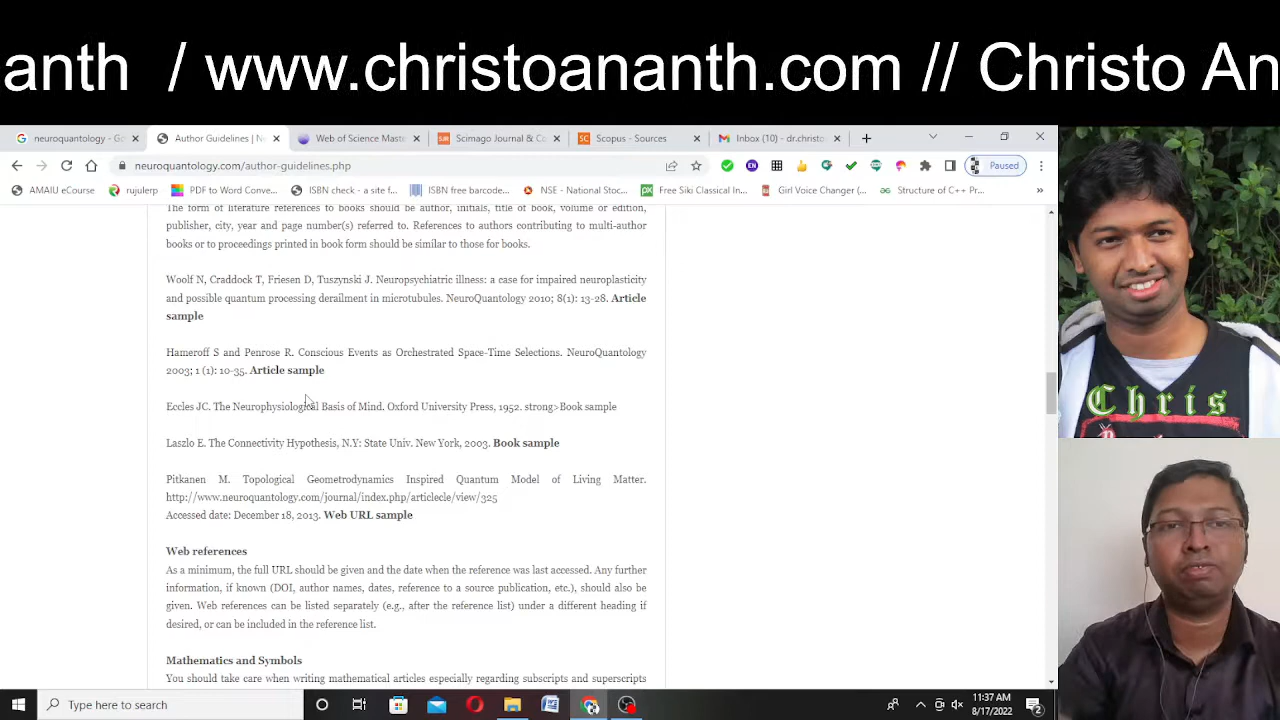 anth / www.christoananth.com // Christo An
neuroquantology - Go
Author Guidelines | N
Web of Science Maste
Scimago Journal & Co
Scopus - Sources
Inbox (10) - dr.christo
neuroquantology.com/author-guidelines.php
Paused
AMAIU eCourse
rujulerp
PDF to Word Conve...
ISBN check - a site f...
ISBN free barcode...
NSE - National Stoc...
Free Siki Classical In...
Girl Voice Changer (...
Structure of C++ Pr...
The form of literature references to books should be author, initials, title of book, volume or edition,
publisher, city, year and page number(s) referred to. References to authors contributing to multi-author
books or to proceedings printed in book form should be similar to those for books.
Woolf N, Craddock T, Friesen D, Tuszynski J. Neuropsychiatric illness: a case for impaired neuroplasticity
and possible quantum processing derailment in microtubules. NeuroQuantology 2010; 8(1): 13-28. Article
sample
Hameroff S and Penrose R. Conscious Events as Orchestrated Space-Time Selections. NeuroQuantology
2003; 1 (1): 10-35. Article sample
Eccles JC. The Neurophysiological Basis of Mind. Oxford University Press, 1952. strong>Book sample
Laszlo E. The Connectivity Hypothesis, N.Y: State Univ. New York, 2003. Book sample
Pitkanen M. Topological Geometrodynamics Inspired Quantum Model of Living Matter.
http://www.neuroquantology.com/journal/index.php/articlecle/view/325
Accessed date: December 18, 2013. Web URL sample
Web references
As a minimum, the full URL should be given and the date when the reference was last accessed. Any further
information, if known (DOI, author names, dates, reference to a source publication, etc.), should also be
given. Web references can be listed separately (e.g., after the reference list) under a different heading if
desired, or can be included in the reference list.
Mathematics and Symbols
You should take care when writing mathematical articles especially regarding subscripts and superscripts
Chris
Type here to search
11:37 AM
8/17/2022
2